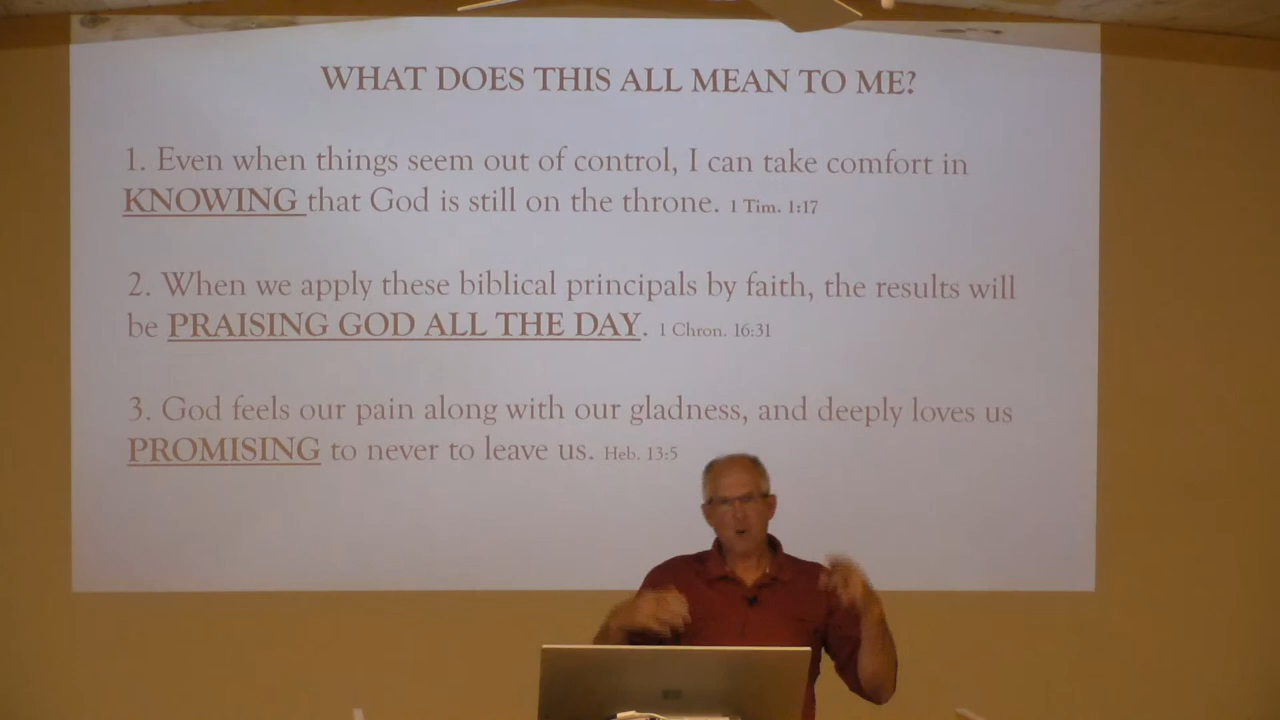 WHAT DOES THIS ALL MEAN TO ME?
1. Even when things seem out of control, I can take comfort in
KNOWING that God is still on the throne. 1 Tim. 1:17
2. When we apply these biblical principals by faith, the results will
be PRAISING GOD ALL THE DAY. 1 Chron. 16:31
3. God feels our pain along with our gladness, and deeply loves us
PROMISING to never to leave us. Heb. 13:5